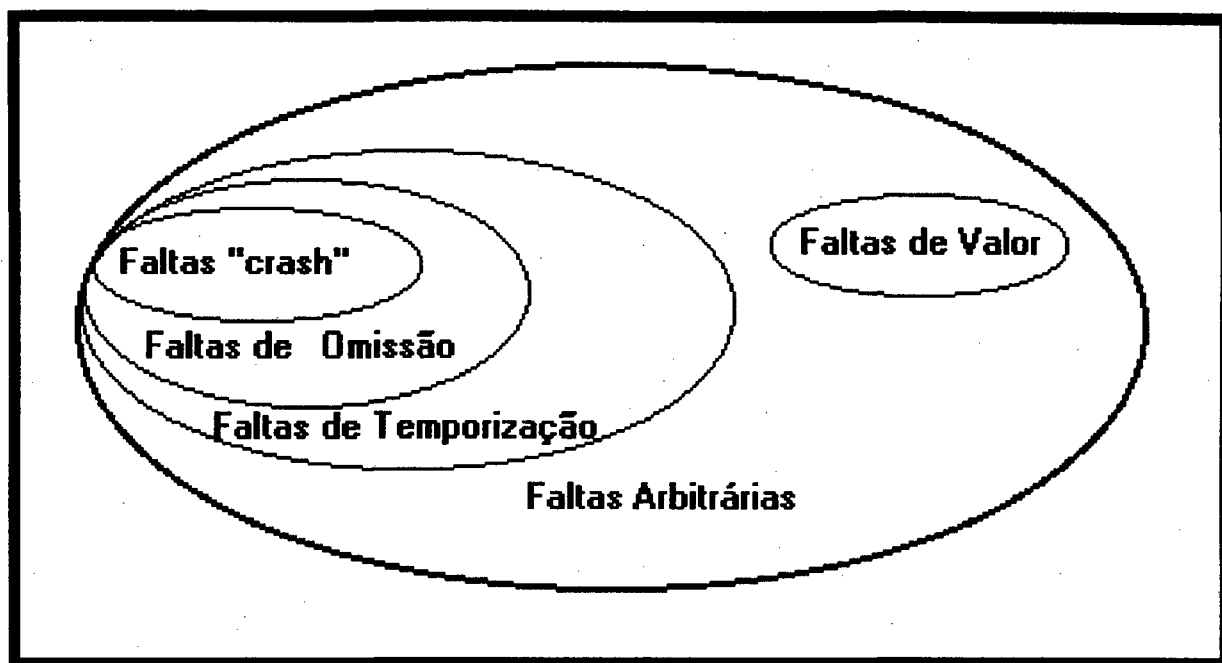 Faltas "crash"
Faltas de Valor
Faltas de Omissão
Faltas de Temporização
Faltas Arbitrárias